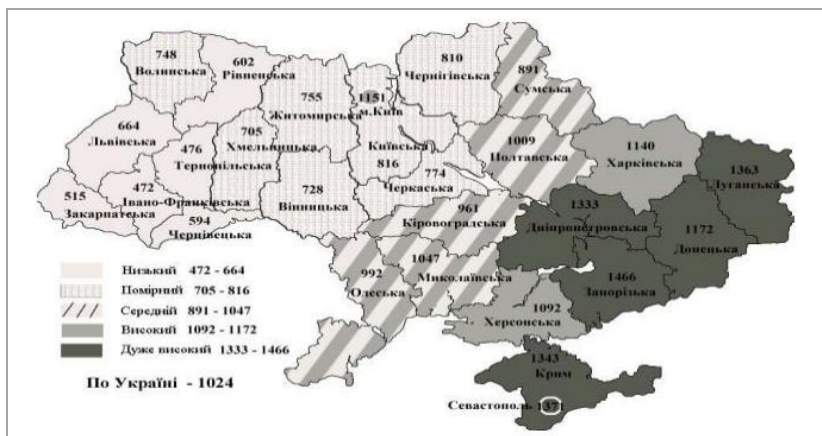 748
Волинська
602
Рівненська
810
Чернігівська
891
Сумська
755
Житомирська
1151
м.Київ
664
Львівська
476
Тернопільська
705
Хмельницька
Київська
816
1009
Полтавська
1140
Харківська
1363
Луганська
774
Черкаська
515
Закарпатська
472
Івано-Франківська
594
Чернівецька
728
Вінницька
961
Кіровоградська
1333
Дніпропетровська
1172
Донецька
992
Одеська
1047
Миколаївська
1466
Запорізька
1092
Херсонська
1343
Крим
Севастополь 1371
Низький 472 - 664
Помірний 705 - 816
Середній 891 - 1047
Високий 1092 - 1172
Дуже високий 1333 - 1466
По Україні - 1024